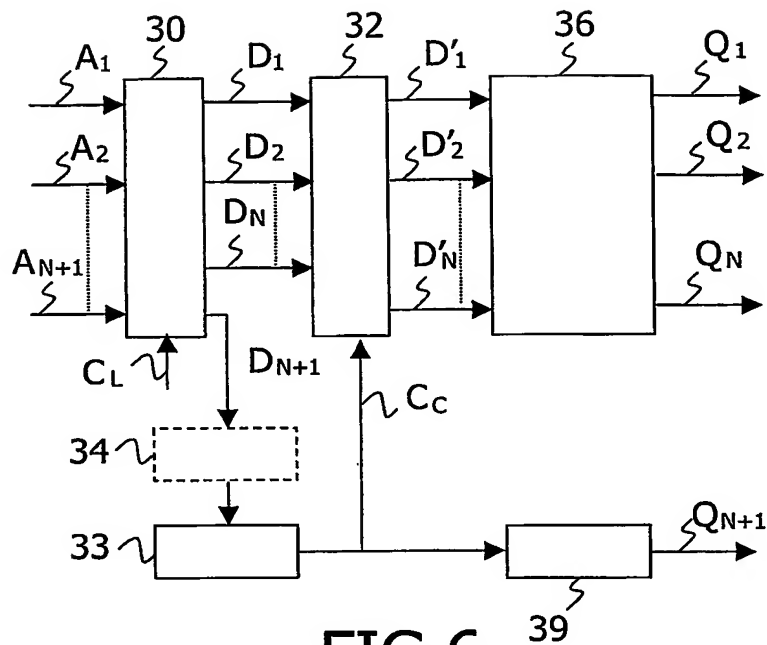 30 32 36
A1 D1 D'1 Q1
A2 D2 D'2 Q2
DN
AN+1 D'N QN
CL DN+1
CC
34
33 QN+1
39